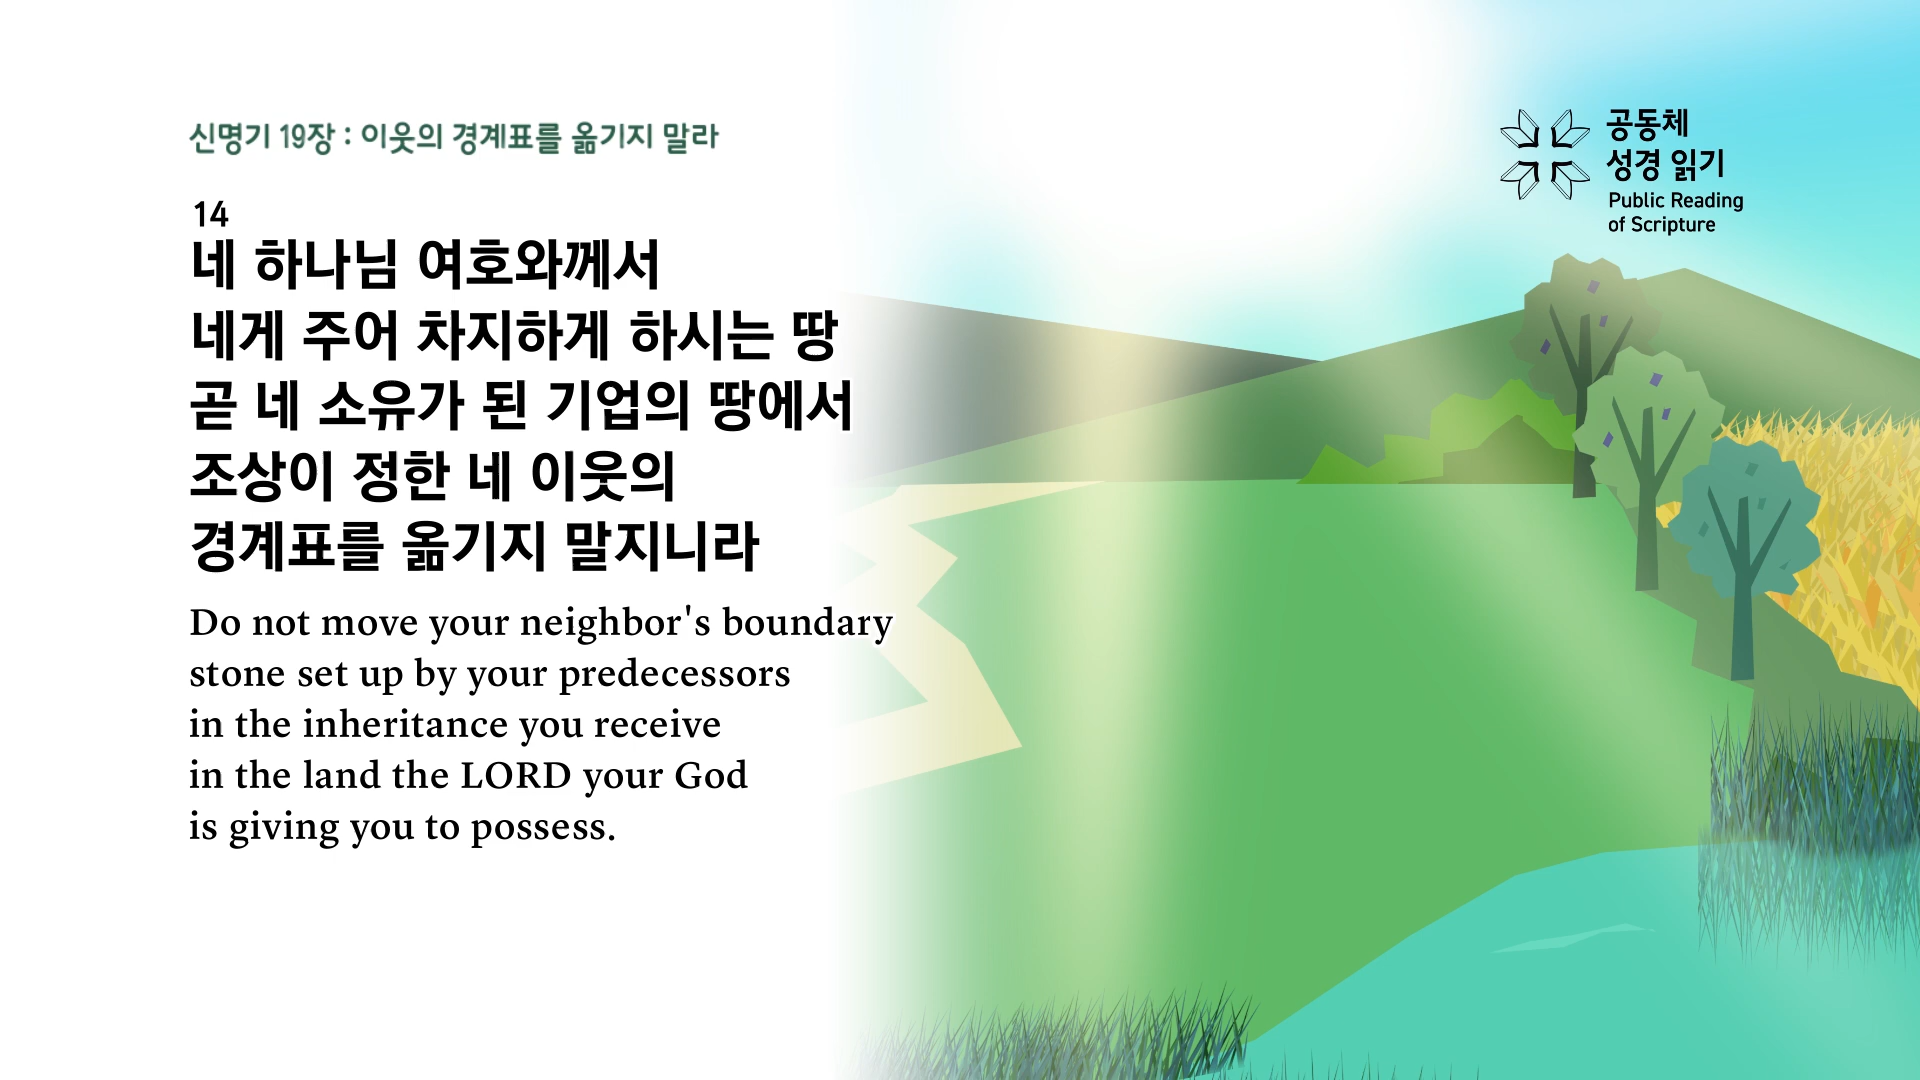 신명기 19장 : 이웃의 경계표를 옮기지 말라
14
네 하나님 여호와께서
네게 주어 차지하게 하시는 땅
곧 네 소유가 된 기업의 땅에서
조상이 정한 네 이웃의
경계표를 옮기지 말지니라
Do not move your neighbor's boundary
stone set up by your predecessors
in the inheritance you receive
in the land the LORD your God
is giving you to possess.
공동체
성경 읽기
Public Reading
of Scripture